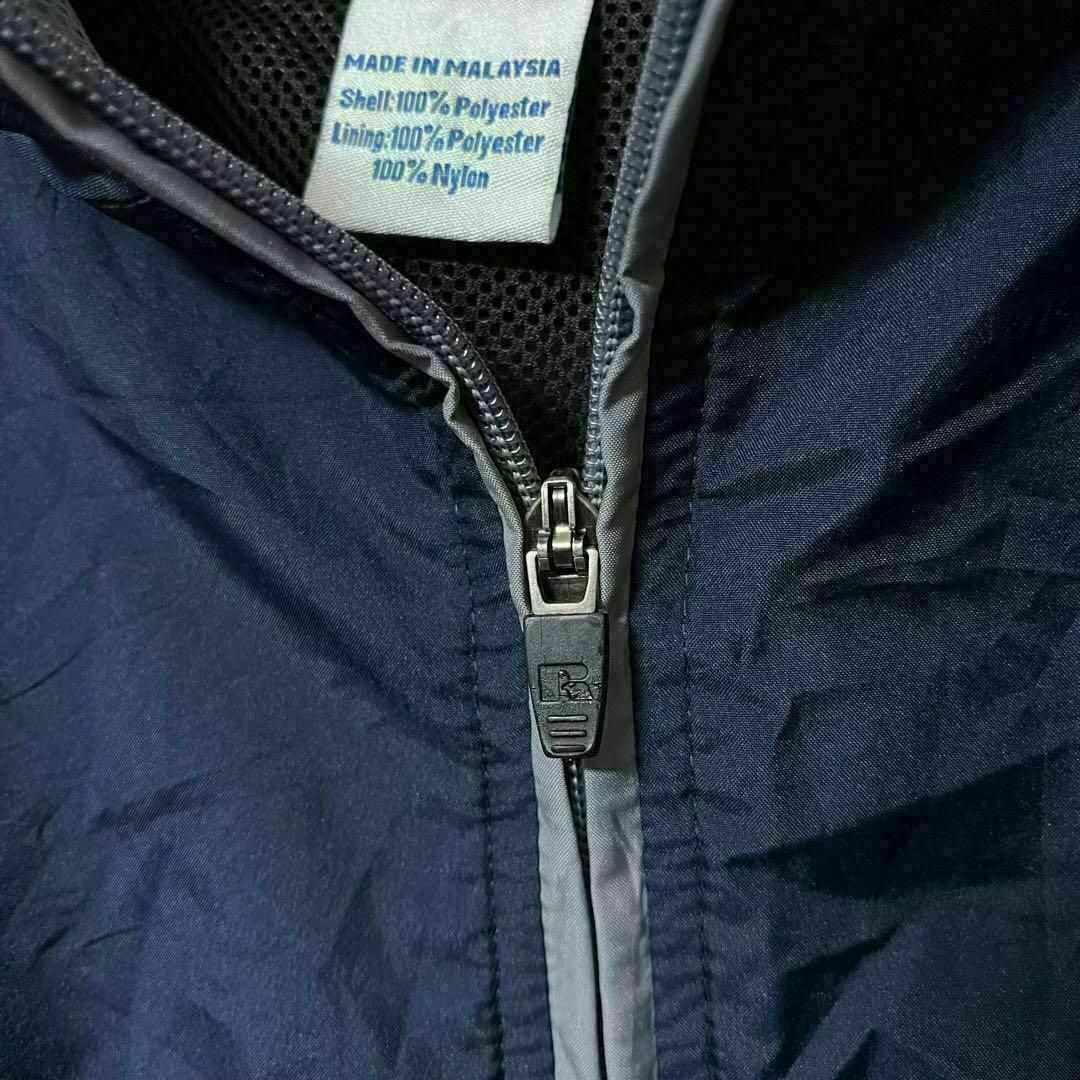 MADE IN MALAYSIA
Shell:100% Polyester
Lining:100% Polyester
100% Nylon
R